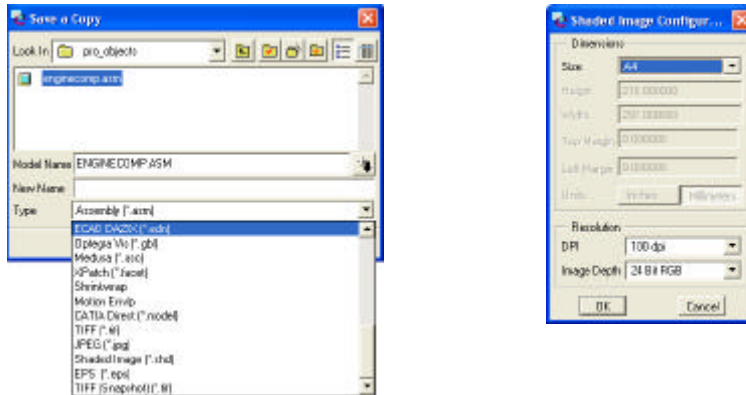 Save a Copy
Look In pro_objects
enginecomp.asm
Model Name ENGINECOMP.ASM
New Name
Type Assembly (*.asm)
ECAD DAZIX (*.edn)
Optegra Vis (*.gbl)
Medusa (*.asc)
XPatch (*.facet)
Shrinkwrap
Motion Envlp
CATIA Direct (*.model)
TIFF (*.tif)
JPEG (*.jpg)
Shaded Image (*.shd)
EPS (*.eps)
TIFF (Snapshot) (*.tif)
Shaded Image Configur...
Dimensions
Size A4
Height 210.000000
Width 297.000000
Top Margin 0.000000
Left Margin 0.000000
Units Inches Millimeters
Resolution
DPI 100 dpi
Image Depth 24 Bit RGB
OK Cancel